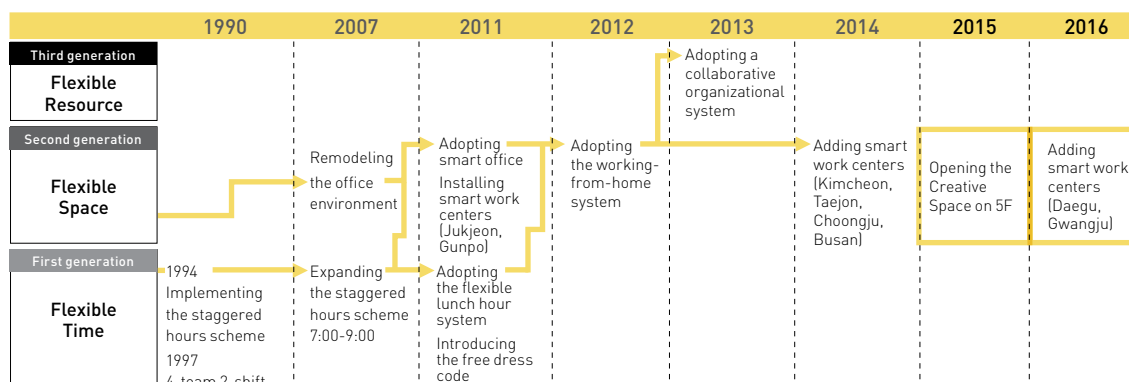 1990 2007 2011 2012 2013 2014 2015 2016
Third generation
Flexible
Resource
Adopting a
collaborative
organizational
system
Second generation
Flexible
Space
Remodeling
the office
environment
Adopting
smart office
Installing
smart work
centers
(Jukjeon,
Gunpo)
Adopting
the working-
from-home
system
Adding smart
work centers
(Kimcheon,
Taejon,
Choongju,
Busan)
Opening the
Creative
Space on 5F
Adding
smart work
centers
(Daegu,
Gwangju)
First generation
Flexible
Time
1994
Implementing
the staggered
hours scheme
1997
4-team 2-shift
Expanding
the staggered
hours scheme
7:00-9:00
Adopting
the flexible
lunch hour
system
Introducing
the free dress
code